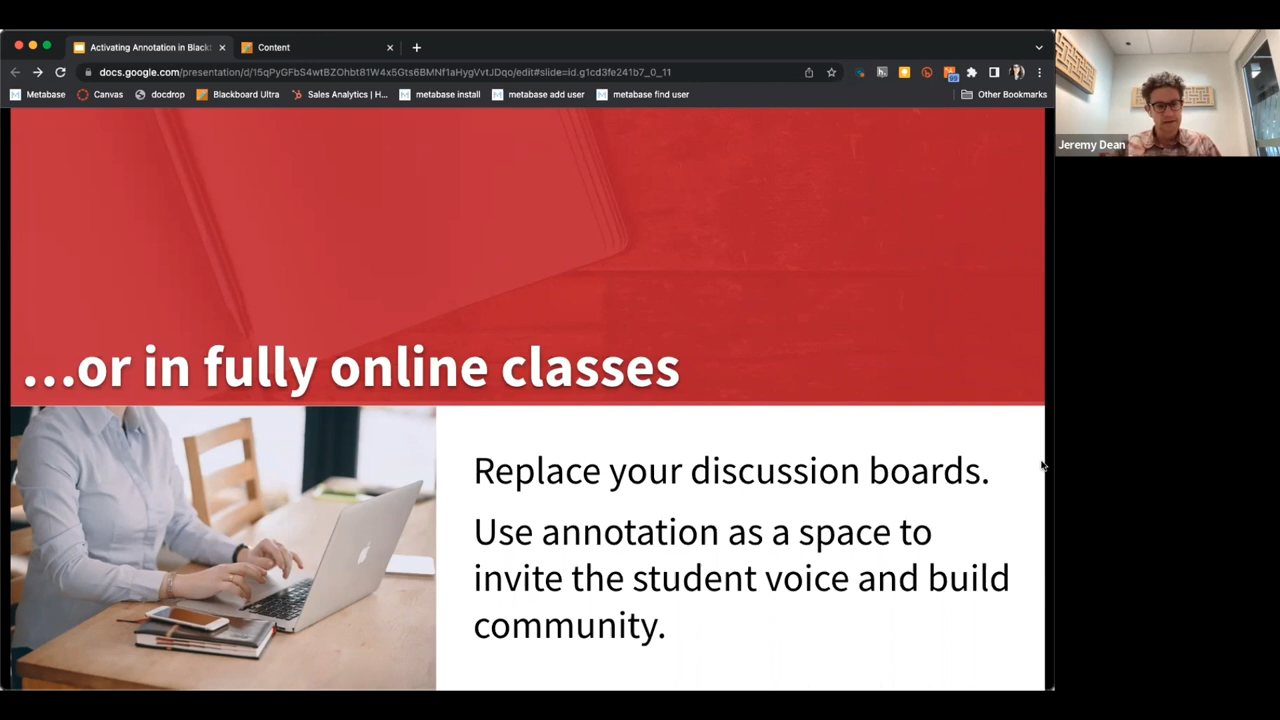 Activating Annotation in Black
Content
docs.google.com/presentation/d/15qPyGFbS4wtBZOhbt81W4x5Gts6BMNf1aHygVvtJDqo/edit#slide=id.g1cd3fe241b7_0_11
Metabase
Canvas
docdrop
Blackboard Ultra
Sales Analytics | H...
metabase install
metabase add user
metabase find user
Other Bookmarks
Jeremy Dean
...or in fully online classes
Replace your discussion boards.
Use annotation as a space to
invite the student voice and build
community.